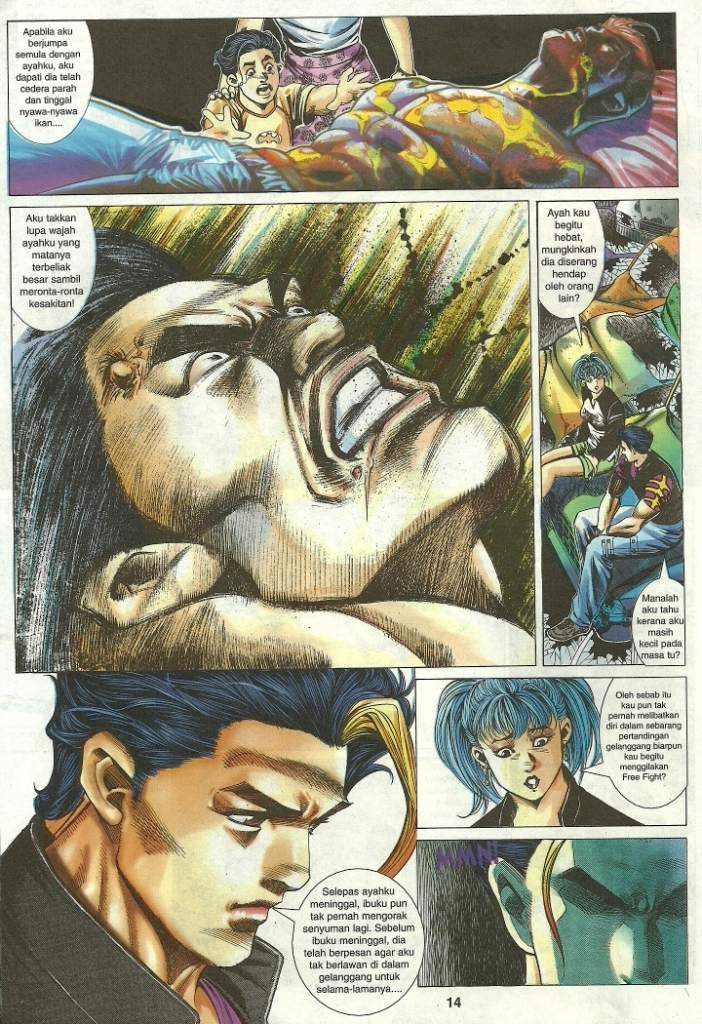 Apabila aku
berjumpa
semula dengan
ayahku, aku
dapati dia telah
cedera parah
dan tinggal
nyawa-nyawa
ikan....
Aku takkan
lupa wajah
ayahku yang
matanya
terbeliak
besar sambil
meronta-ronta
kesakitan!
Ayah kau
begitu
hebat,
mungkinkah
dia diserang
hendap
oleh orang
lain?
Manalah
aku tahu
kerana aku
masih
kecil pada
masa tu?
Oleh sebab itu
kau pun tak
pernah melibatkan
diri dalam sebarang
pertandingan
gelanggang biarpun
kau begitu
menggilakan
Free Fight?
Selepas ayahku
meninggal, ibuku pun
tak pernah mengorak
senyuman lagi. Sebelum
ibuku meninggal, dia
telah berpesan agar aku
tak berlawan di dalam
gelanggang untuk
selama-lamanya....
MMN!
14